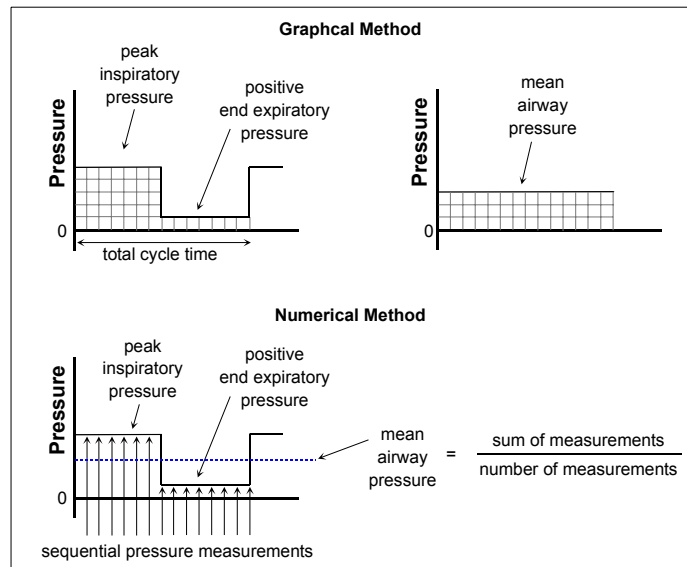 Graphcal Method
peak
inspiratory
pressure
positive
end expiratory
pressure
Pressure
0
total cycle time
mean
airway
pressure
Pressure
0
Numerical Method
peak
inspiratory
pressure
positive
end expiratory
pressure
Pressure
0
sequential pressure measurements
mean
airway
pressure
=
sum of measurements
number of measurements